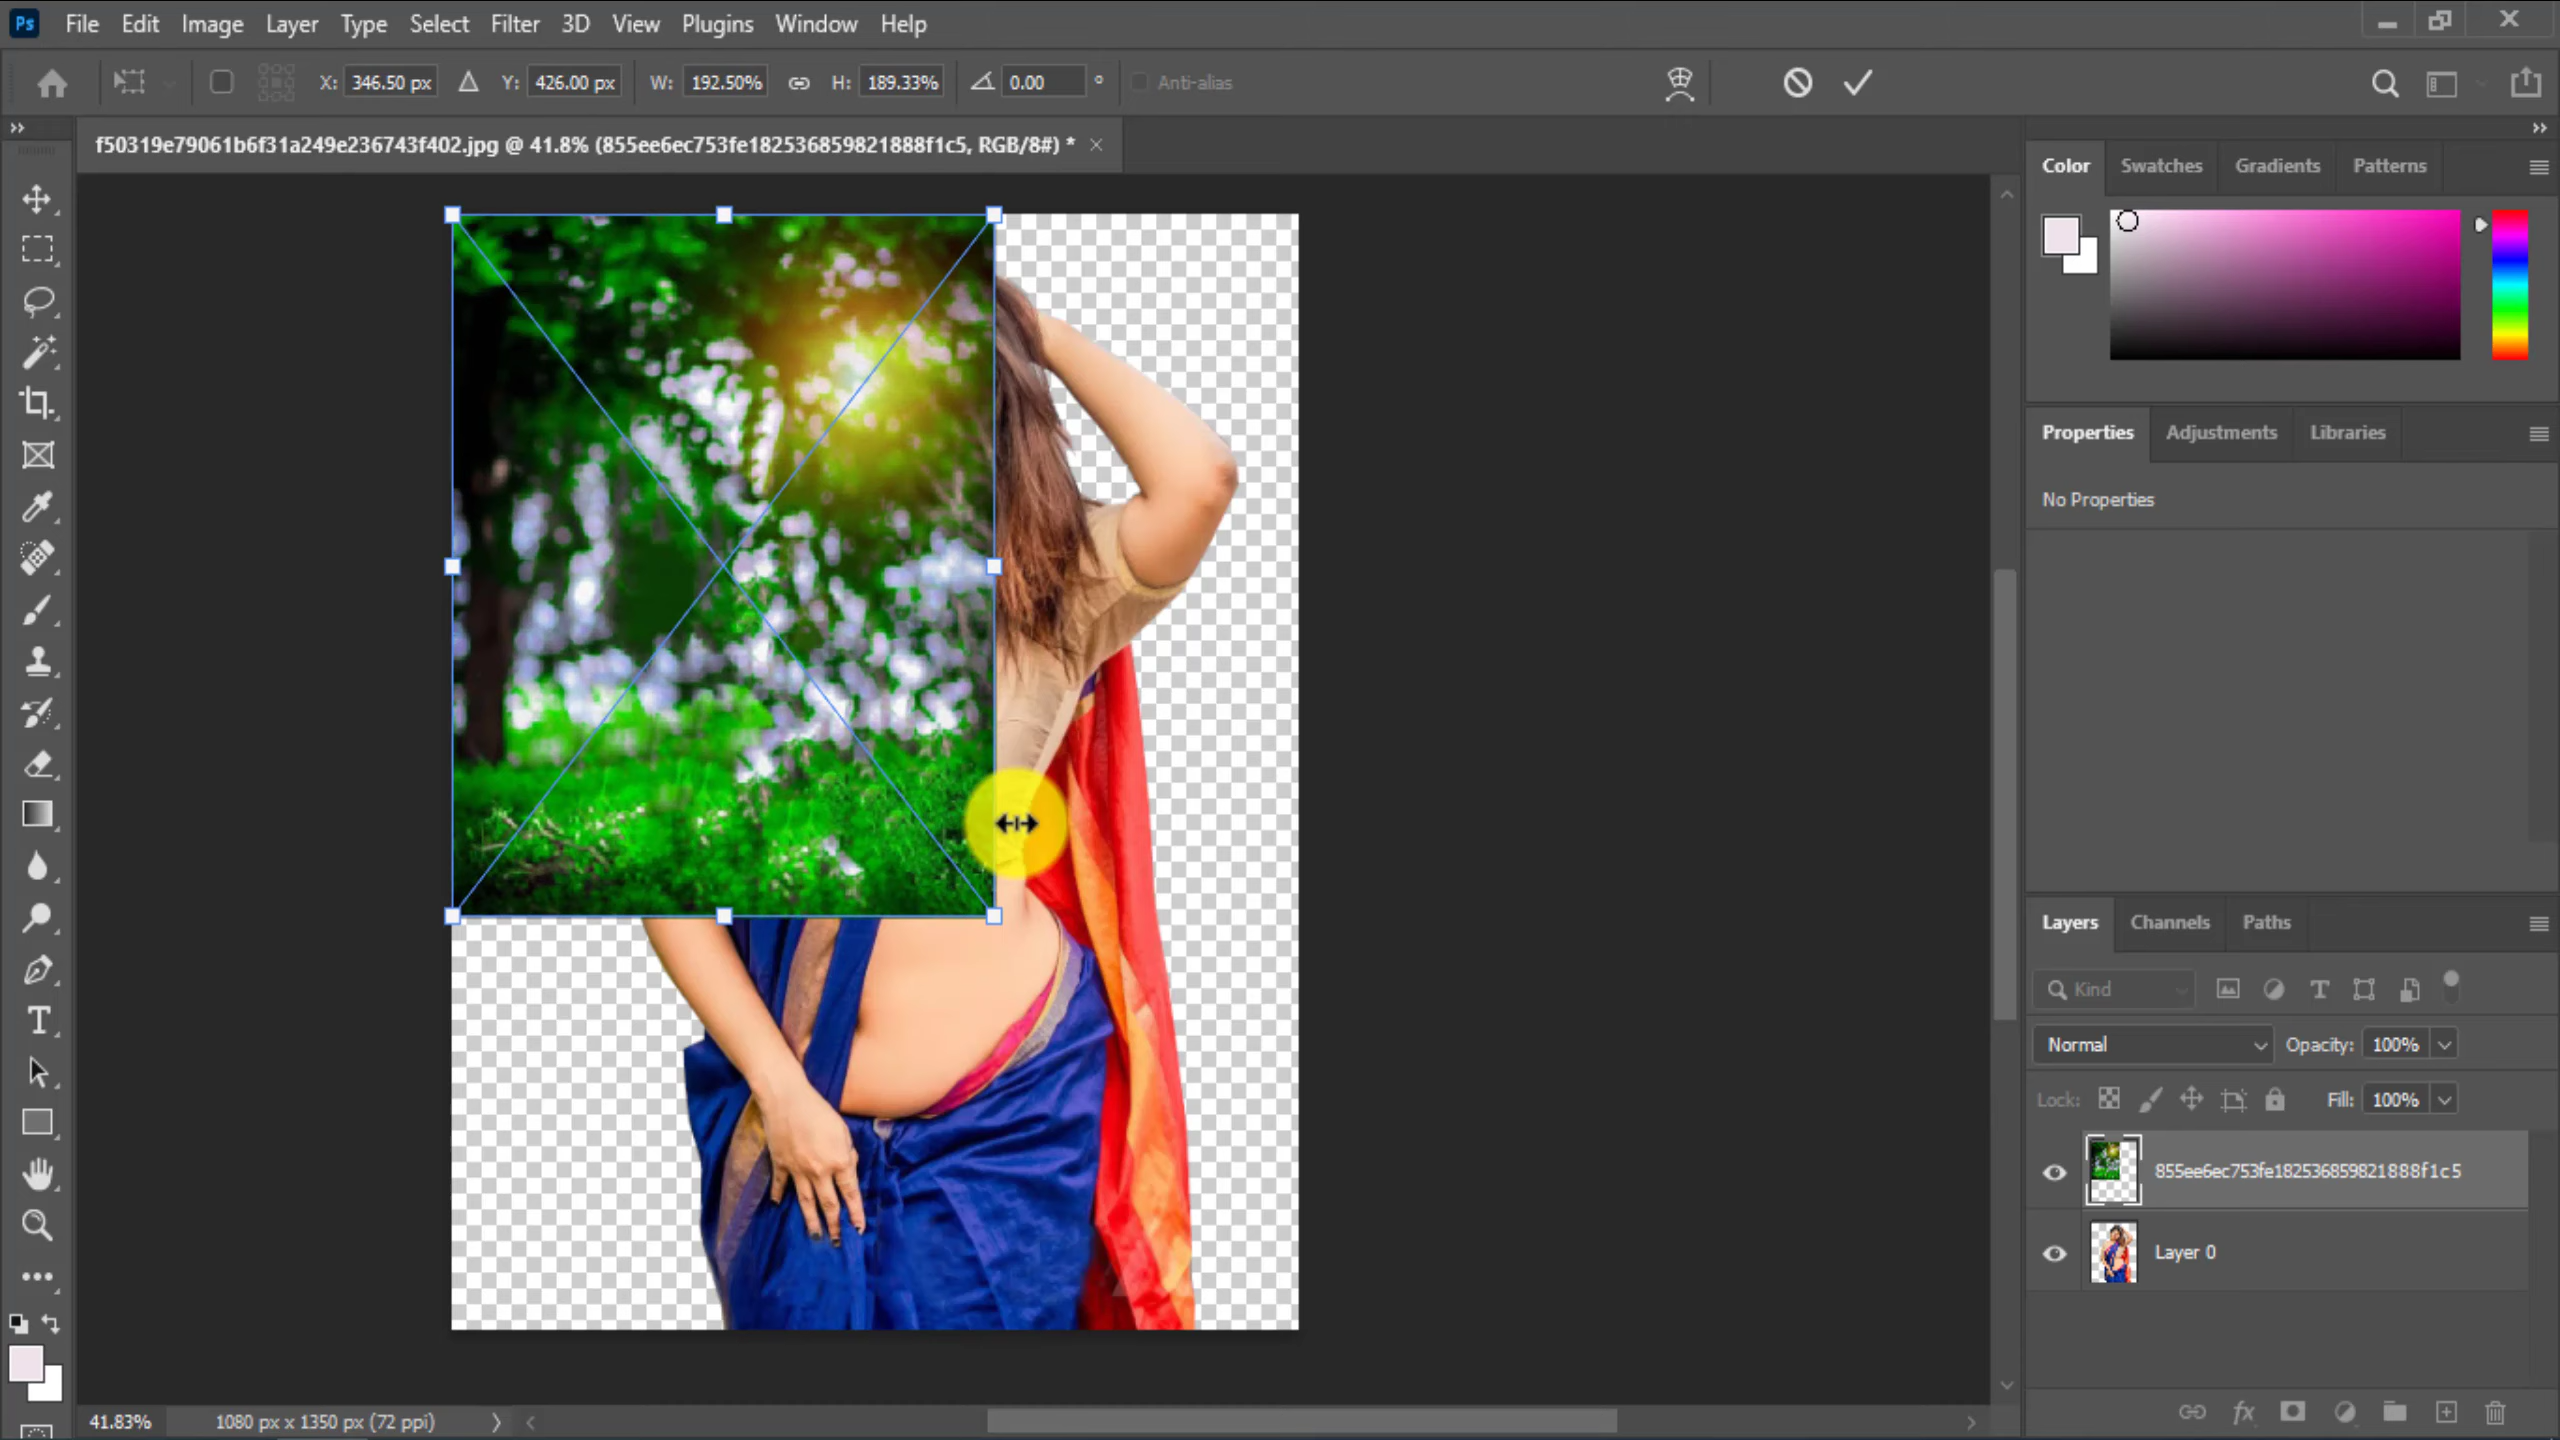 Ps File Edit Image Layer Type Select Filter 3D View Plugins Window Help
X: 346.50 px Y: 426.00 px W: 192.50% H: 189.33% 0.00 ° Anti-alias
f50319e79061b6f31a249e236743f402.jpg @ 41.8% (855ee6ec753fe182536859821888f1c5, RGB/8#) *
Color Swatches Gradients Patterns
Properties Adjustments Libraries
No Properties
Layers Channels Paths
Kind
Normal Opacity: 100%
Lock: Fill: 100%
855ee6ec753fe182536859821888f1c5
Layer 0
41.83% 1080 px x 1350 px (72 ppi)